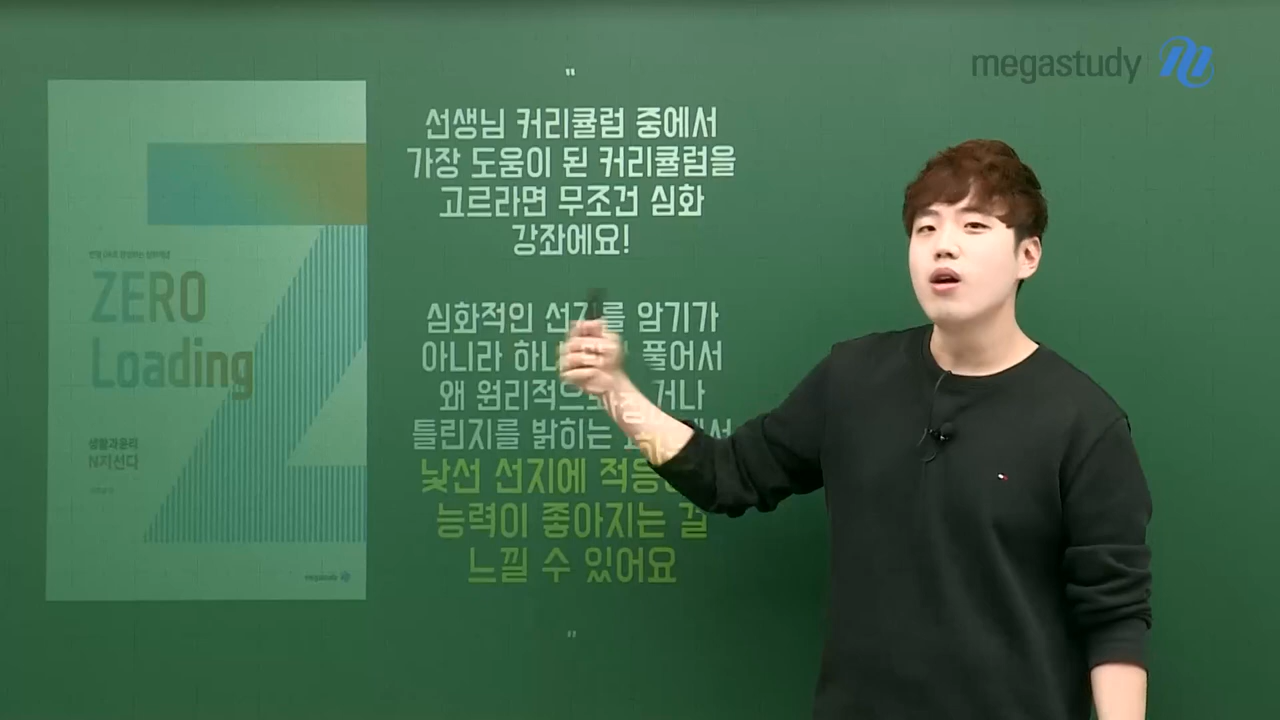 megastudy
"
선생님 커리큘럼 중에서
가장 도움이 된 커리큘럼을
고르라면 무조건 심화
강좌에요!
심화적인 선지를 암기가
아니라 풀어서
왜 원리적으로 거나
틀린지를 밝히는
낯선 선지에 적응
능력이 좋아지는 걸
느낄 수 있어요
"
ZERO
Loading
생활과윤리
N지선다
megastudy